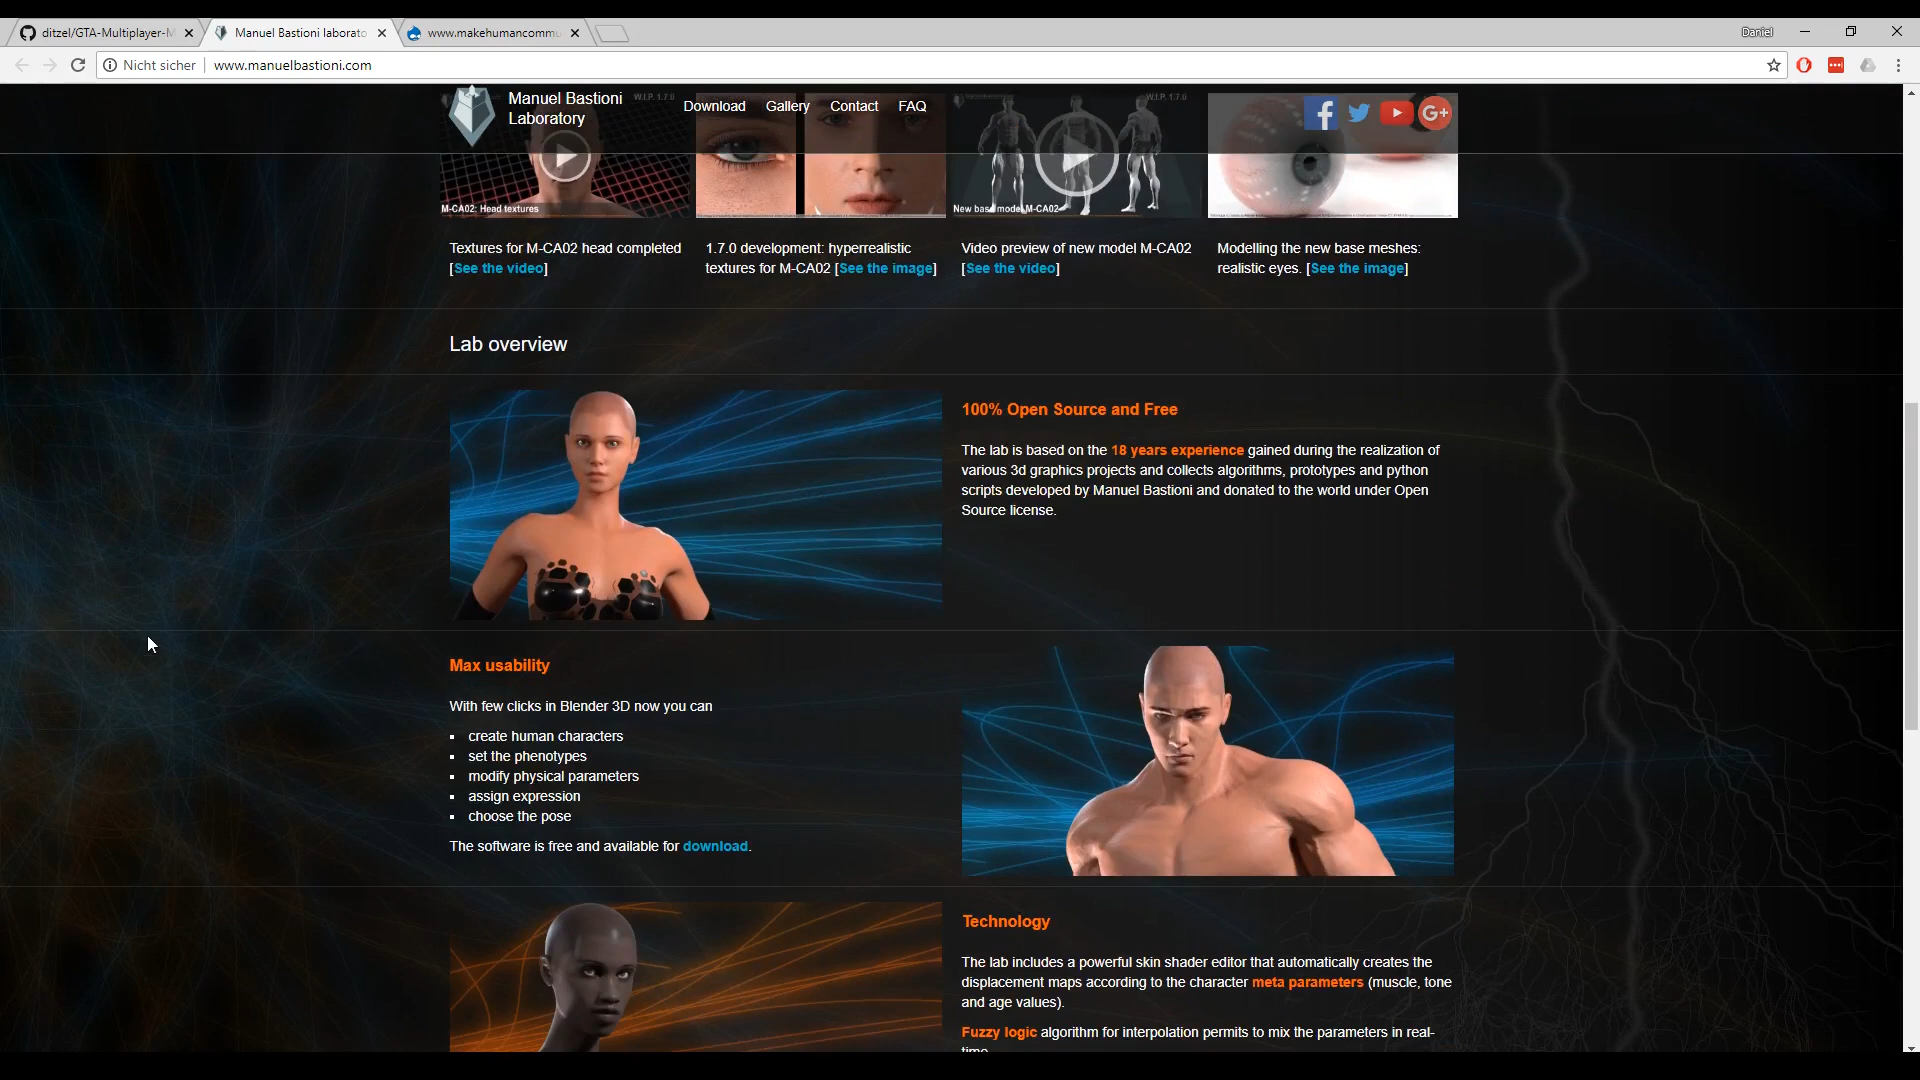 ditzel/GTA-Multiplayer-M
Manuel Bastioni laborato
www.makehumancommu
Daniel
Nicht sicher
www.manuelbastioni.com
Manuel Bastioni
Laboratory
Download
Gallery
Contact
FAQ
W.I.P. 1.7.0
W.I.P. 1.7.0
M-CA02: Head textures
New base model M-CA02
Textures for M-CA02 head completed
[See the video]
1.7.0 development: hyperrealistic
textures for M-CA02 [See the image]
Video preview of new model M-CA02
[See the video]
Modelling the new base meshes:
realistic eyes. [See the image]
Lab overview
100% Open Source and Free
The lab is based on the 18 years experience gained during the realization of
various 3d graphics projects and collects algorithms, prototypes and python
scripts developed by Manuel Bastioni and donated to the world under Open
Source license.
Max usability
With few clicks in Blender 3D now you can
▪ create human characters
▪ set the phenotypes
▪ modify physical parameters
▪ assign expression
▪ choose the pose
The software is free and available for download.
Technology
The lab includes a powerful skin shader editor that automatically creates the
displacement maps according to the character meta parameters (muscle, tone
and age values).
Fuzzy logic algorithm for interpolation permits to mix the parameters in real-
time